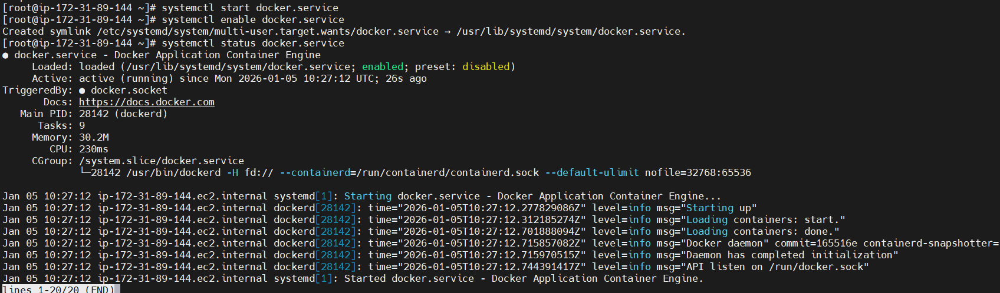 [root@ip-172-31-89-144 ~]# systemctl start docker.service
[root@ip-172-31-89-144 ~]# systemctl enable docker.service
Created symlink /etc/systemd/system/multi-user.target.wants/docker.service → /usr/lib/systemd/system/docker.service.
[root@ip-172-31-89-144 ~]# systemctl status docker.service
● docker.service - Docker Application Container Engine
     Loaded: loaded (/usr/lib/systemd/system/docker.service; enabled; preset: disabled)
     Active: active (running) since Mon 2026-01-05 10:27:12 UTC; 26s ago
TriggeredBy: ● docker.socket
       Docs: https://docs.docker.com
   Main PID: 28142 (dockerd)
      Tasks: 9
     Memory: 30.2M
        CPU: 230ms
     CGroup: /system.slice/docker.service
             └─28142 /usr/bin/dockerd -H fd:// --containerd=/run/containerd/containerd.sock --default-ulimit nofile=32768:65536
Jan 05 10:27:12 ip-172-31-89-144.ec2.internal systemd[1]: Starting docker.service - Docker Application Container Engine...
Jan 05 10:27:12 ip-172-31-89-144.ec2.internal dockerd[28142]: time="2026-01-05T10:27:12.277829086Z" level=info msg="Starting up"
Jan 05 10:27:12 ip-172-31-89-144.ec2.internal dockerd[28142]: time="2026-01-05T10:27:12.312185274Z" level=info msg="Loading containers: start."
Jan 05 10:27:12 ip-172-31-89-144.ec2.internal dockerd[28142]: time="2026-01-05T10:27:12.701888094Z" level=info msg="Loading containers: done."
Jan 05 10:27:12 ip-172-31-89-144.ec2.internal dockerd[28142]: time="2026-01-05T10:27:12.715857082Z" level=info msg="Docker daemon" commit=165516e containerd-snapshotter=
Jan 05 10:27:12 ip-172-31-89-144.ec2.internal dockerd[28142]: time="2026-01-05T10:27:12.715970515Z" level=info msg="Daemon has completed initialization"
Jan 05 10:27:12 ip-172-31-89-144.ec2.internal dockerd[28142]: time="2026-01-05T10:27:12.744391417Z" level=info msg="API listen on /run/docker.sock"
Jan 05 10:27:12 ip-172-31-89-144.ec2.internal systemd[1]: Started docker.service - Docker Application Container Engine.
lines 1-20/20 (END)